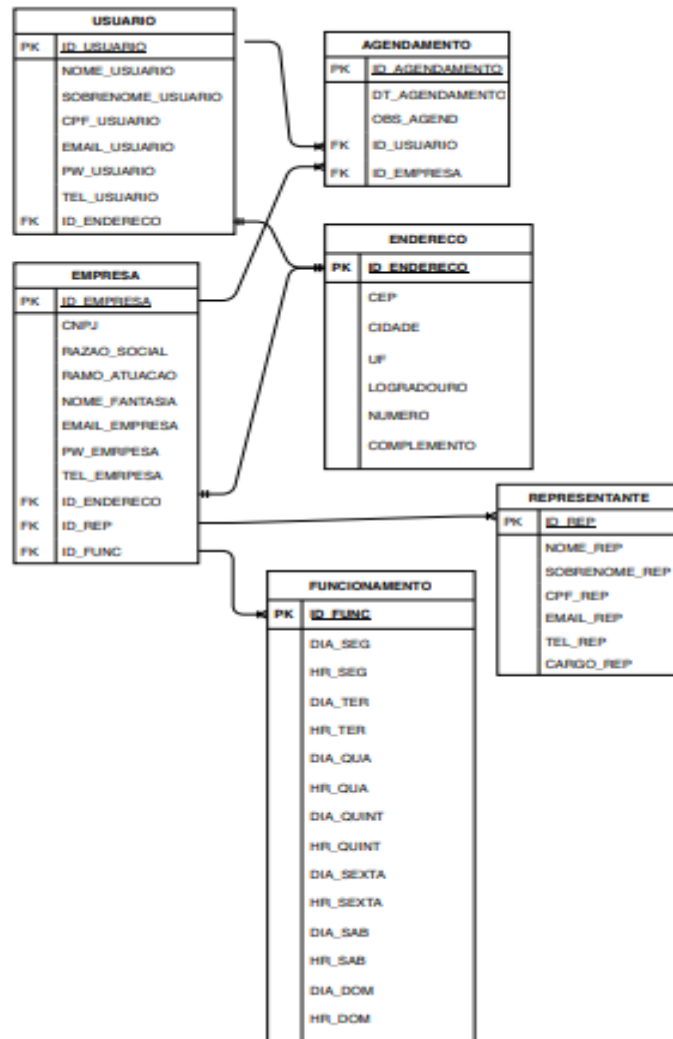 USUARIO
PK ID_USUARIO
NOME_USUARIO
SOBRENOME_USUARIO
CPF_USUARIO
EMAIL_USUARIO
PW_USUARIO
TEL_USUARIO
FK ID_ENDERECO
AGENDAMENTO
PK ID_AGENDAMENTO
DT_AGENDAMENTO
OBS_AGEND
FK ID_USUARIO
FK ID_EMPRESA
EMPRESA
PK ID_EMPRESA
CNPJ
RAZAO_SOCIAL
RAMO_ATUACAO
NOME_FANTASIA
EMAIL_EMPRESA
PW_EMRPESA
TEL_EMRPESA
FK ID_ENDERECO
FK ID_REP
FK ID_FUNC
ENDERECO
PK ID_ENDERECO
CEP
CIDADE
UF
LOGRADOURO
NUMERO
COMPLEMENTO
REPRESENTANTE
PK ID_REP
NOME_REP
SOBRENOME_REP
CPF_REP
EMAIL_REP
TEL_REP
CARGO_REP
FUNCIONAMENTO
PK ID_FUNC
DIA_SEG
HR_SEG
DIA_TER
HR_TER
DIA_QUA
HR_QUA
DIA_QUINT
HR_QUINT
DIA_SEXTA
HR_SEXTA
DIA_SAB
HR_SAB
DIA_DOM
HR_DOM